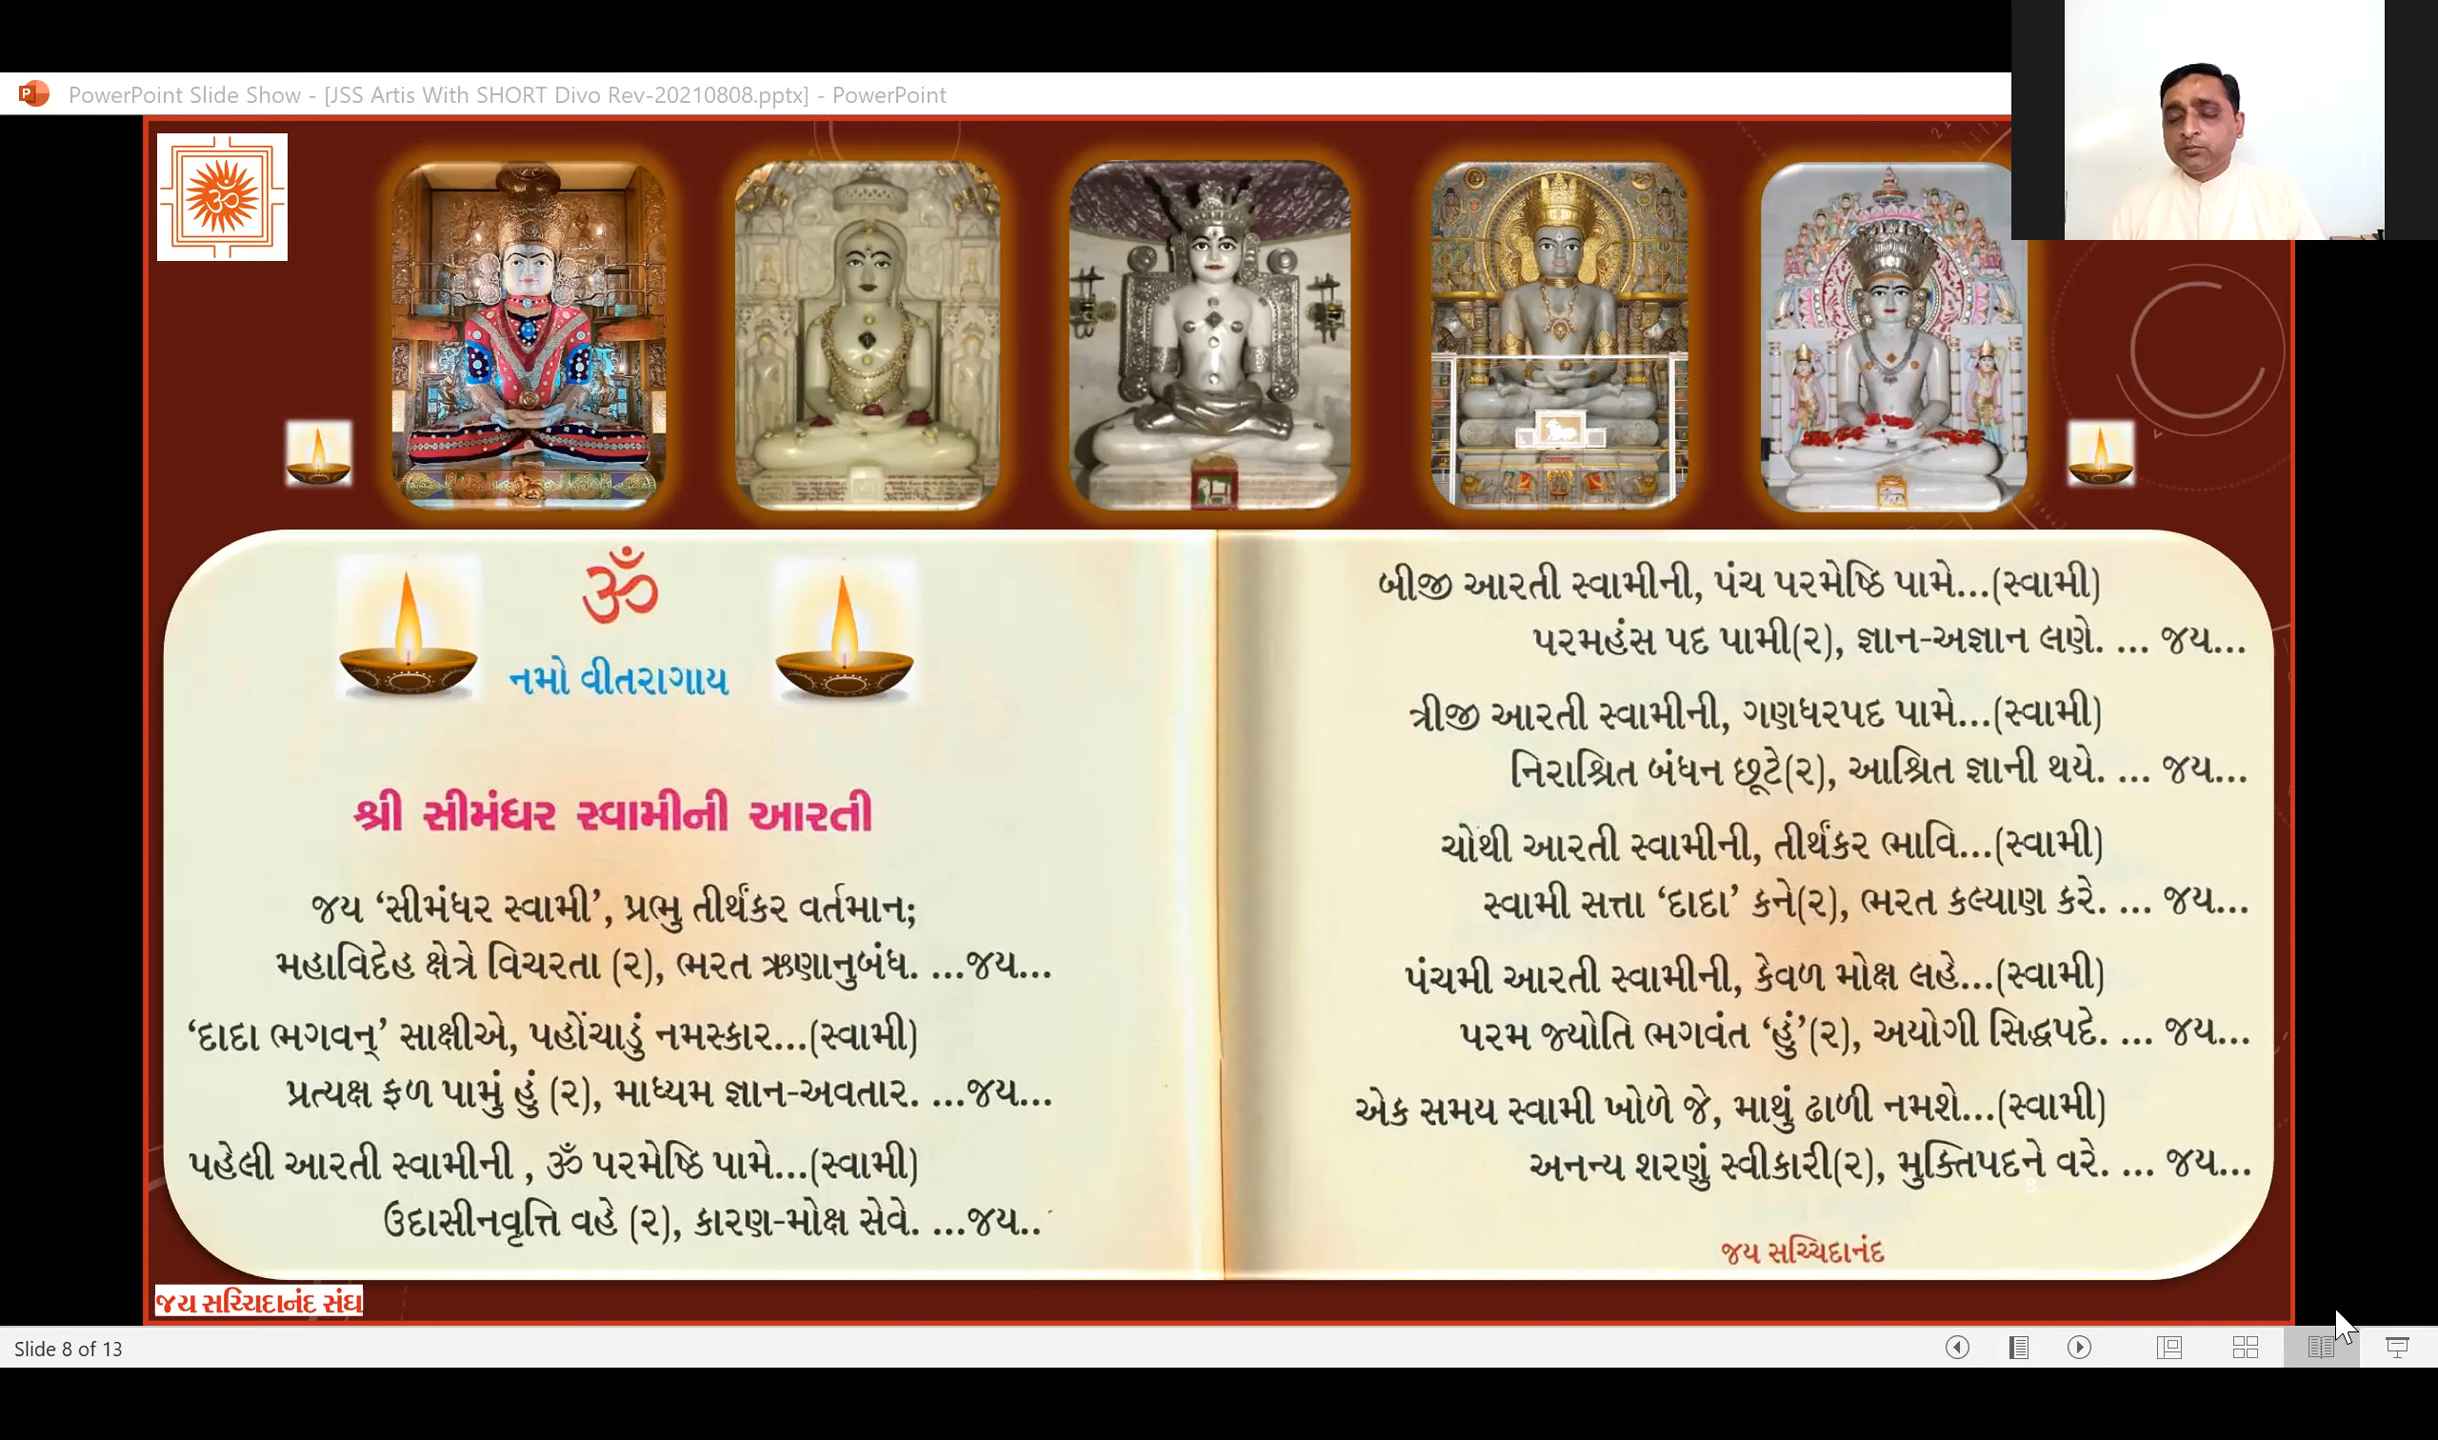 PowerPoint Slide Show - [JSS Artis With SHORT Divo Rev-20210808.pptx] - PowerPoint
ૐ
નમો વીતરાગાય
શ્રી સીમંધર સ્વામીની આરતી
જય ‘સીમંધર સ્વામી’, પ્રભુ તીર્થંકર વર્તમાન;
મહાવિદેહ ક્ષેત્રે વિચરતા (૨), ભરત ઋણાનુબંધ. ...જય...
‘દાદા ભગવન્’ સાક્ષીએ, પહોંચાડું નમસ્કાર...(સ્વામી)
પ્રત્યક્ષ ફળ પામું હું (૨), માધ્યમ જ્ઞાન-અવતાર. ...જય...
પહેલી આરતી સ્વામીની , ૐ પરમેષ્ઠિ પામે...(સ્વામી)
ઉદાસીનવૃત્તિ વહે (૨), કારણ-મોક્ષ સેવે. ...જય..
બીજી આરતી સ્વામીની, પંચ પરમેષ્ઠિ પામે...(સ્વામી)
પરમહંસ પદ પામી(૨), જ્ઞાન-અજ્ઞાન લણે. ... જય...
ત્રીજી આરતી સ્વામીની, ગણધરપદ પામે...(સ્વામી)
નિરાશ્રિત બંધન છૂટે(૨), આશ્રિત જ્ઞાની થયે. ... જય...
ચોથી આરતી સ્વામીની, તીર્થંકર ભાવિ...(સ્વામી)
સ્વામી સત્તા ‘દાદા’ કને(૨), ભરત કલ્યાણ કરે. ... જય...
પંચમી આરતી સ્વામીની, કેવળ મોક્ષ લહે...(સ્વામી)
પરમ જ્યોતિ ભગવંત ‘હું’(૨), અયોગી સિદ્ધપદે. ... જય...
એક સમય સ્વામી ખોળે જે, માથું ઢાળી નમશે...(સ્વામી)
અનન્ય શરણું સ્વીકારી(૨), મુક્તિપદને વરે. ... જય...
8
જય સચ્ચિદાનંદ
જય સચ્ચિદાનંદ સંઘ
Slide 8 of 13